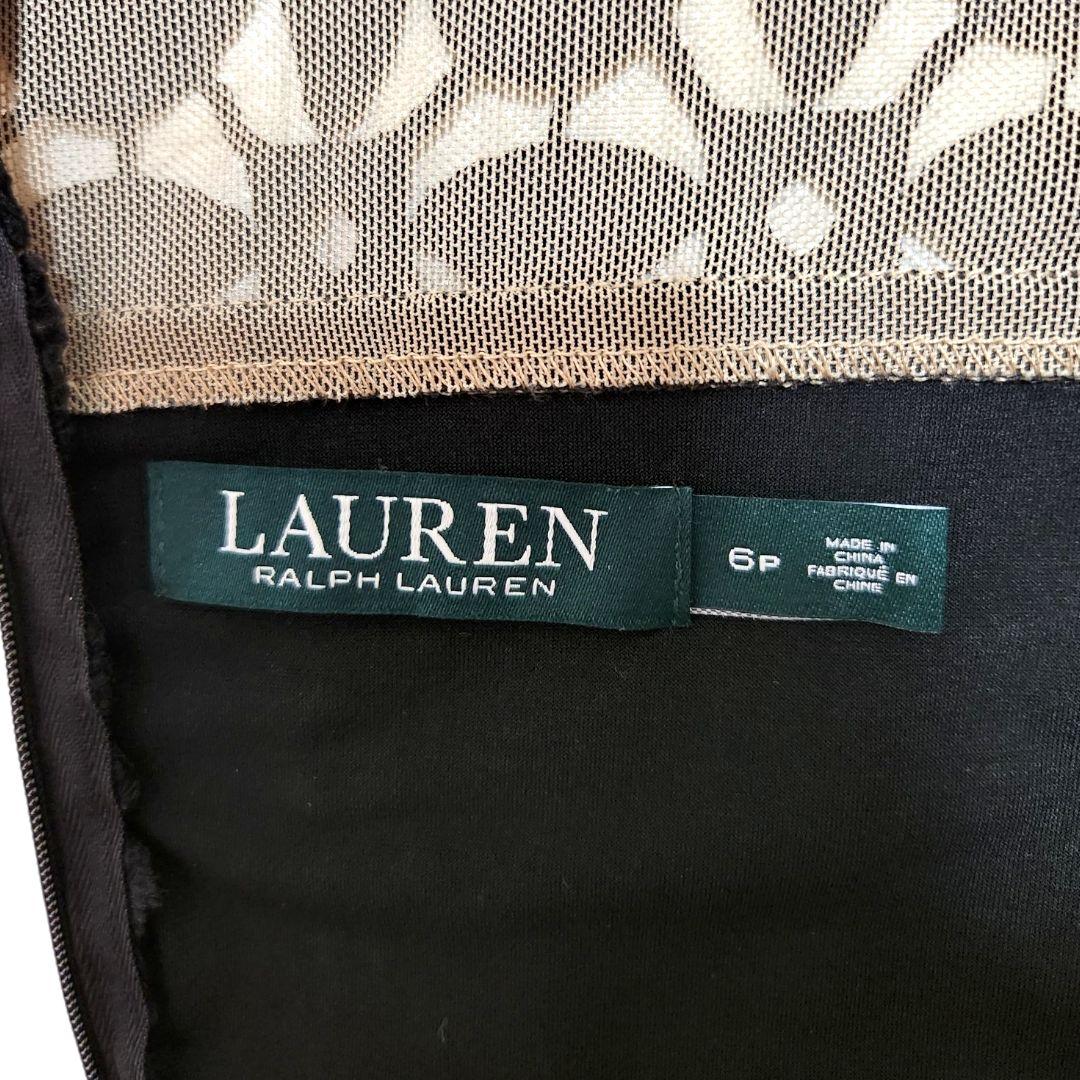 LAUREN
RALPH LAUREN
6P
MADE IN
CHINA
FABRIQUÉ EN
CHINE